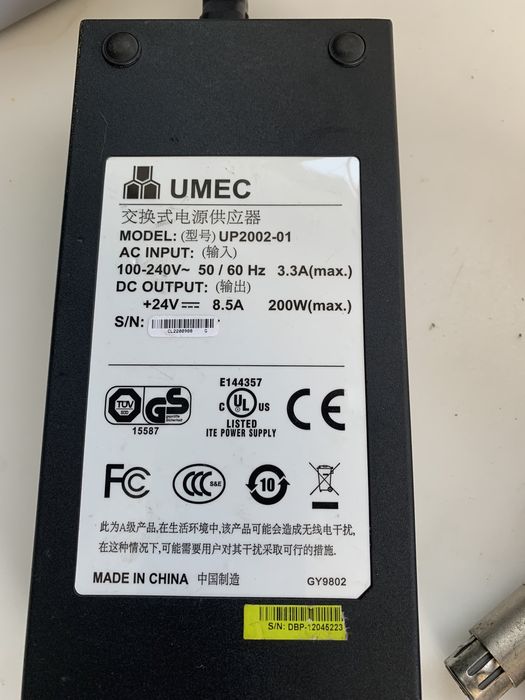 UMEC
交换式电源供应器
MODEL: (型号) UP2002-01
AC INPUT: (输入)
100-240V~ 50 / 60 Hz 3.3A(max.)
DC OUTPUT: (输出)
+24V⎓ 8.5A 200W(max.)
S/N:
CL2200908 G
TUV GS
15587
E144357
C UL US
LISTED
ITE POWER SUPPLY
CE
FC
CCC S&E
10
此为A级产品,在生活环境中,该产品可能会造成无线电干扰,
在这种情况下,可能需要用户对其干扰采取可行的措施.
MADE IN CHINA 中国制造
GY9802
S/N: DBP-12045223